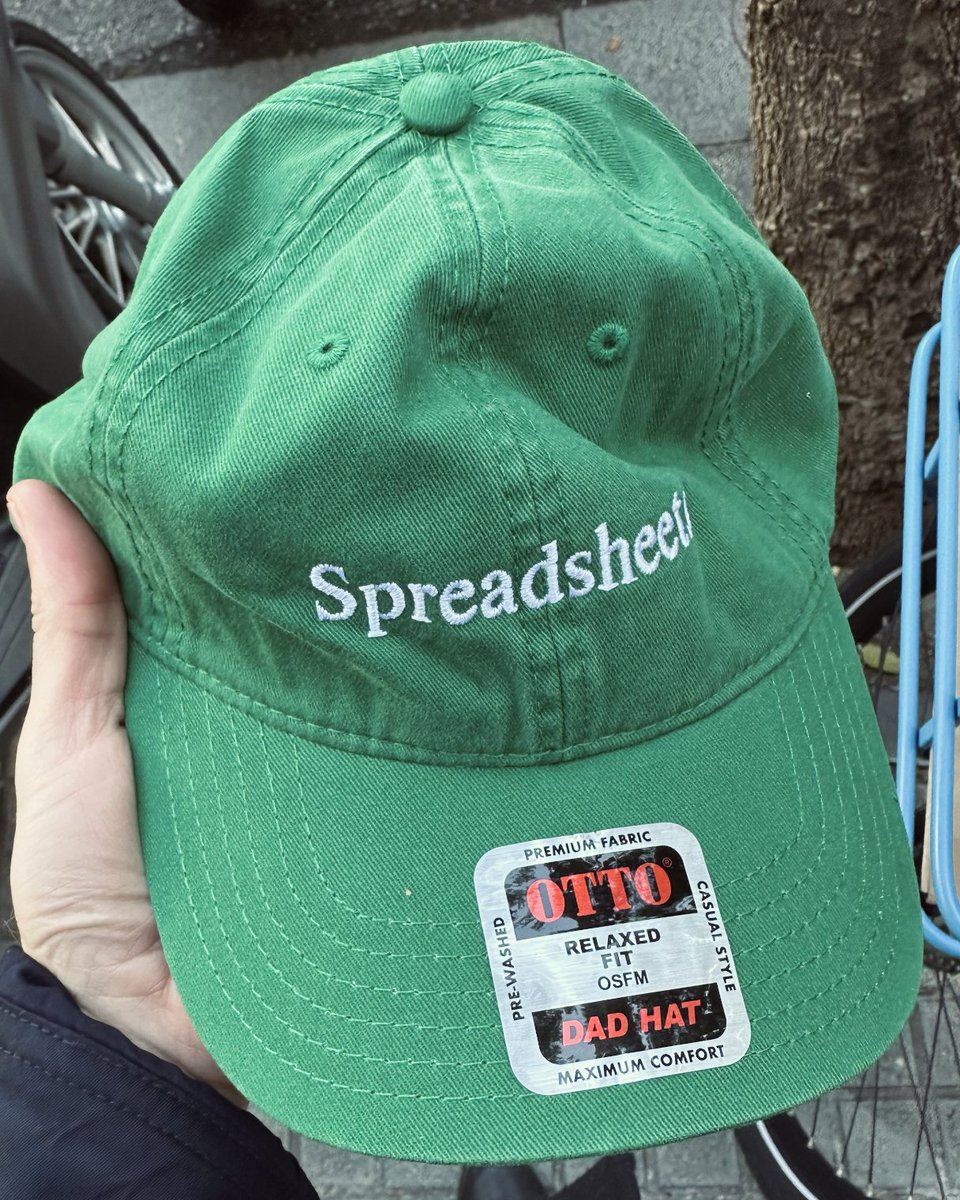 Spreadsheet!
PREMIUM FABRIC
OTTO®
PRE-WASHED
CASUAL STYLE
RELAXED
FIT
OSFM
DAD HAT
MAXIMUM COMFORT